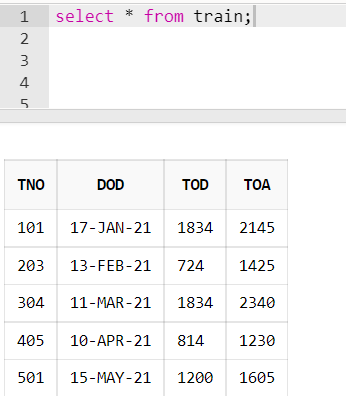 1 select * from train;
2
3
4
5
TNO DOD TOD TOA
101 17-JAN-21 1834 2145
203 13-FEB-21 724 1425
304 11-MAR-21 1834 2340
405 10-APR-21 814 1230
501 15-MAY-21 1200 1605